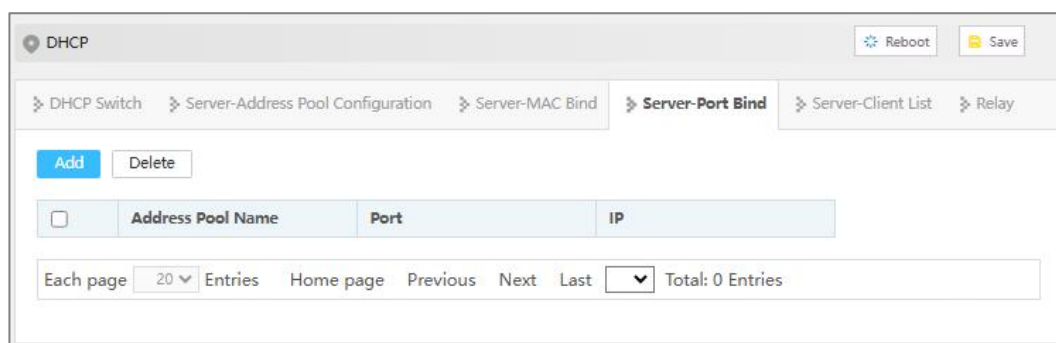 DHCP Reboot Save
DHCP Switch Server-Address Pool Configuration Server-MAC Bind Server-Port Bind Server-Client List Relay
Add Delete
Address Pool Name Port IP
Each page 20 Entries Home page Previous Next Last Total: 0 Entries